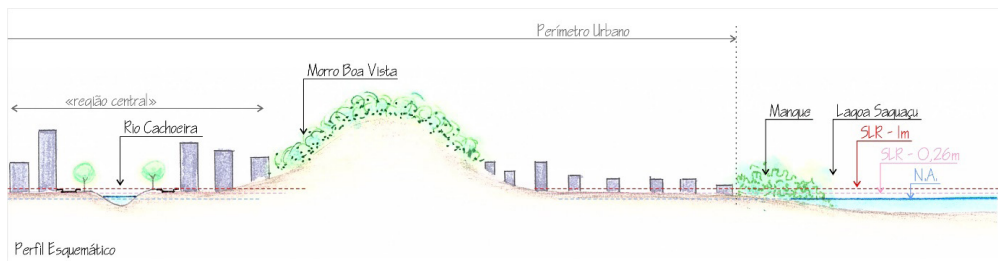 Perímetro Urbano
Morro Boa Vista
«região central»
Rio Cachoeira
Mangue
Lagoa Saguaçu
SLR - 1m
SLR - 0,26m
N.A.
Perfil Esquemático